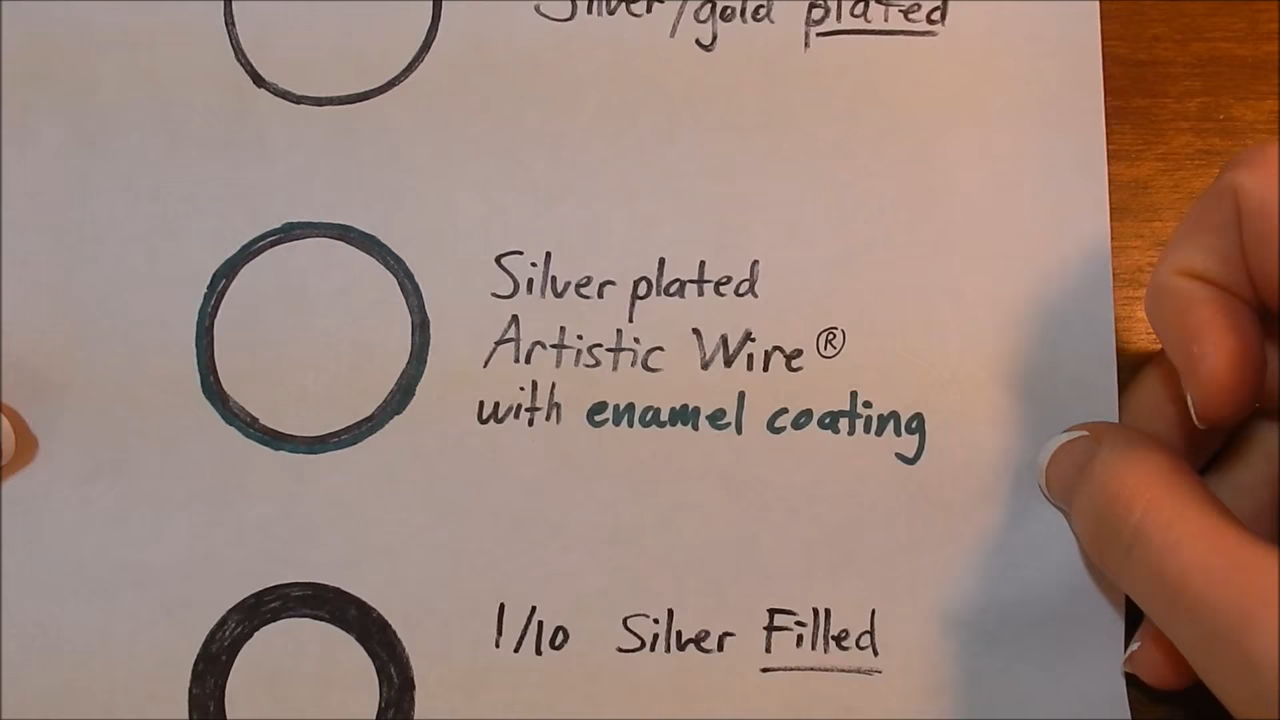 Silver/gold plated
Silver plated
Artistic Wire®
with enamel coating
1/10 Silver Filled